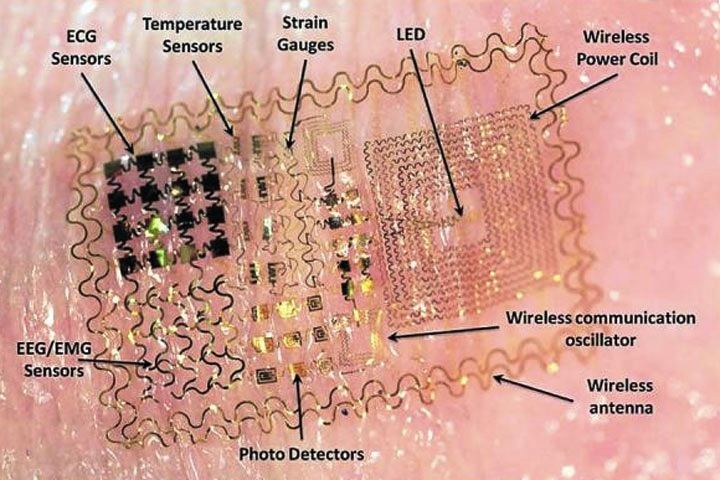 ECG
Sensors
Temperature
Sensors
Strain
Gauges
LED
Wireless
Power Coil
EEG/EMG
Sensors
Wireless communication
oscillator
Wireless
antenna
Photo Detectors